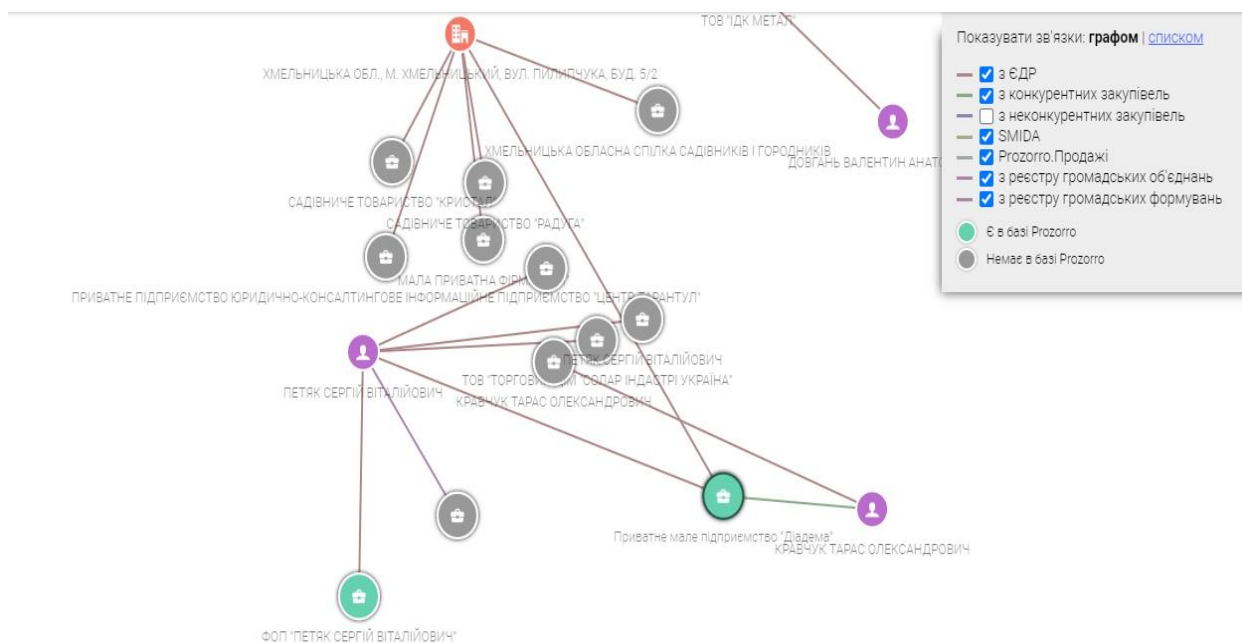 ТОВ "ІДК МЕТАЛ"
Показувати зв'язки: графом | списком
з ЄДР
з конкурентних закупівель
з неконкурентних закупівель
SMIDA
Prozorro.Продажі
з реєстру громадських об'єднань
з реєстру громадських формувань
Є в базі Prozorro
Немає в базі Prozorro
ХМЕЛЬНИЦЬКА ОБЛ., М. ХМЕЛЬНИЦЬКИЙ, ВУЛ. ПИЛИПЧУКА, БУД. 5/2
ХМЕЛЬНИЦЬКА ОБЛАСНА СПІЛКА САДІВНИКІВ І ГОРОДНИКІВ
ДОВГАНЬ ВАЛЕНТИН
САДІВНИЧЕ ТОВАРИСТВО "КРИСТАЛ"
САДІВНИЧЕ ТОВАРИСТВО "РАДУГА"
МАЛА ПРИВАТНА
ПРИВАТНЕ ПІДПРИЄМСТВО ЮРИДИЧНО-КОНСАЛТИНГОВЕ ІНФОРМАЦІЙНЕ ПІДПРИЄМСТВО "ЦЕНТР
ПЕТЯК СЕРГІЙ ВІТАЛІЙОВИЧ
ТОВ "ТОРГОВИЙ ДІМ "СОЛАР ІНДАСТРІ УКРАЇНА"
ПЕТЯК СЕРГІЙ ВІТАЛІЙОВИЧ
КРАВЧУК ТАРАС ОЛЕКСАНДРОВИЧ
Приватне мале підприємство "Діадема"
КРАВЧУК ТАРАС ОЛЕКСАНДРОВИЧ
ФОП "ПЕТЯК СЕРГІЙ ВІТАЛІЙОВИЧ"